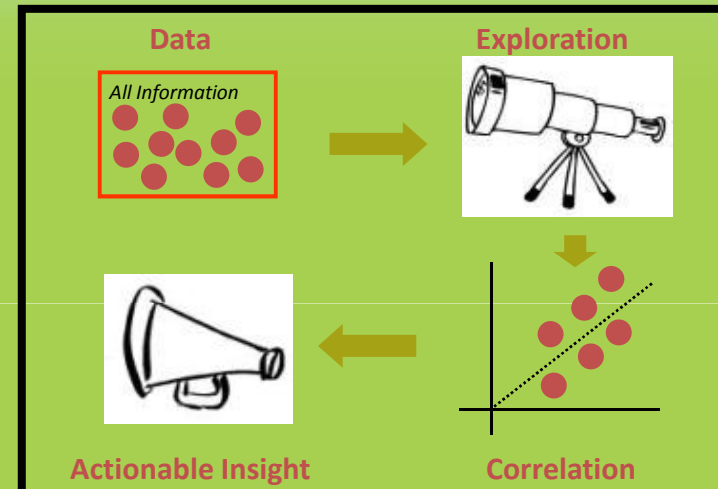 Data
Exploration
All Information
Actionable Insight
Correlation